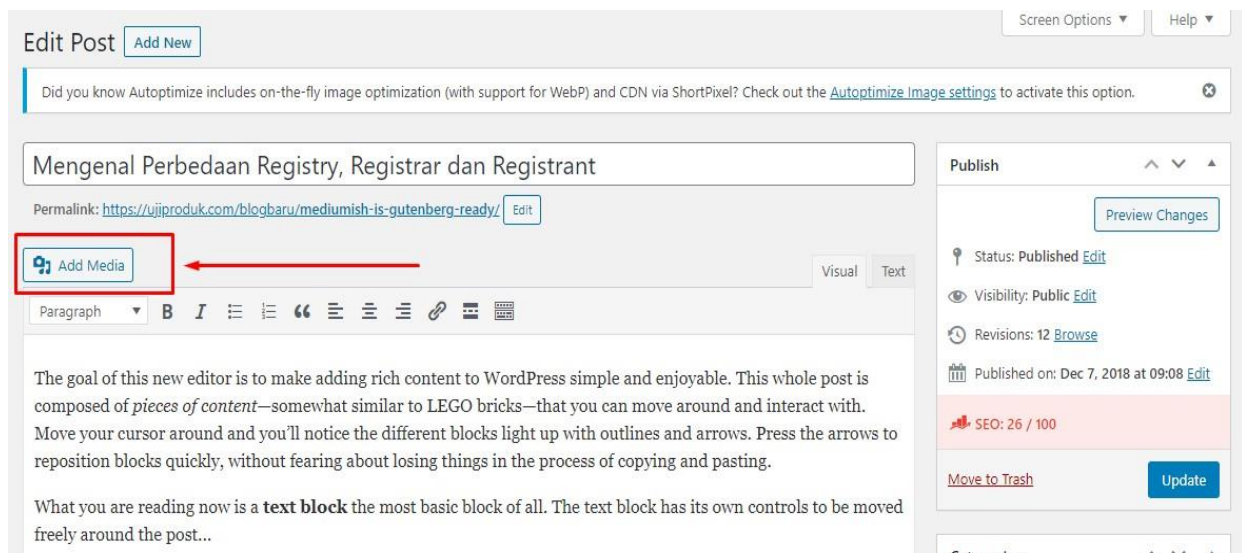 Screen Options ▼ Help ▼
Edit Post Add New
Did you know Autoptimize includes on-the-fly image optimization (with support for WebP) and CDN via ShortPixel? Check out the Autoptimize Image settings to activate this option.
Mengenal Perbedaan Registry, Registrar dan Registrant
Permalink: https://ujiproduk.com/blogbaru/mediumish-is-gutenberg-ready/ Edit
Add Media
Visual Text
Paragraph ▼ B I
The goal of this new editor is to make adding rich content to WordPress simple and enjoyable. This whole post is
composed of pieces of content—somewhat similar to LEGO bricks—that you can move around and interact with.
Move your cursor around and you’ll notice the different blocks light up with outlines and arrows. Press the arrows to
reposition blocks quickly, without fearing about losing things in the process of copying and pasting.
What you are reading now is a text block the most basic block of all. The text block has its own controls to be moved
freely around the post...
Publish
Preview Changes
Status: Published Edit
Visibility: Public Edit
Revisions: 12 Browse
Published on: Dec 7, 2018 at 09:08 Edit
SEO: 26 / 100
Move to Trash Update